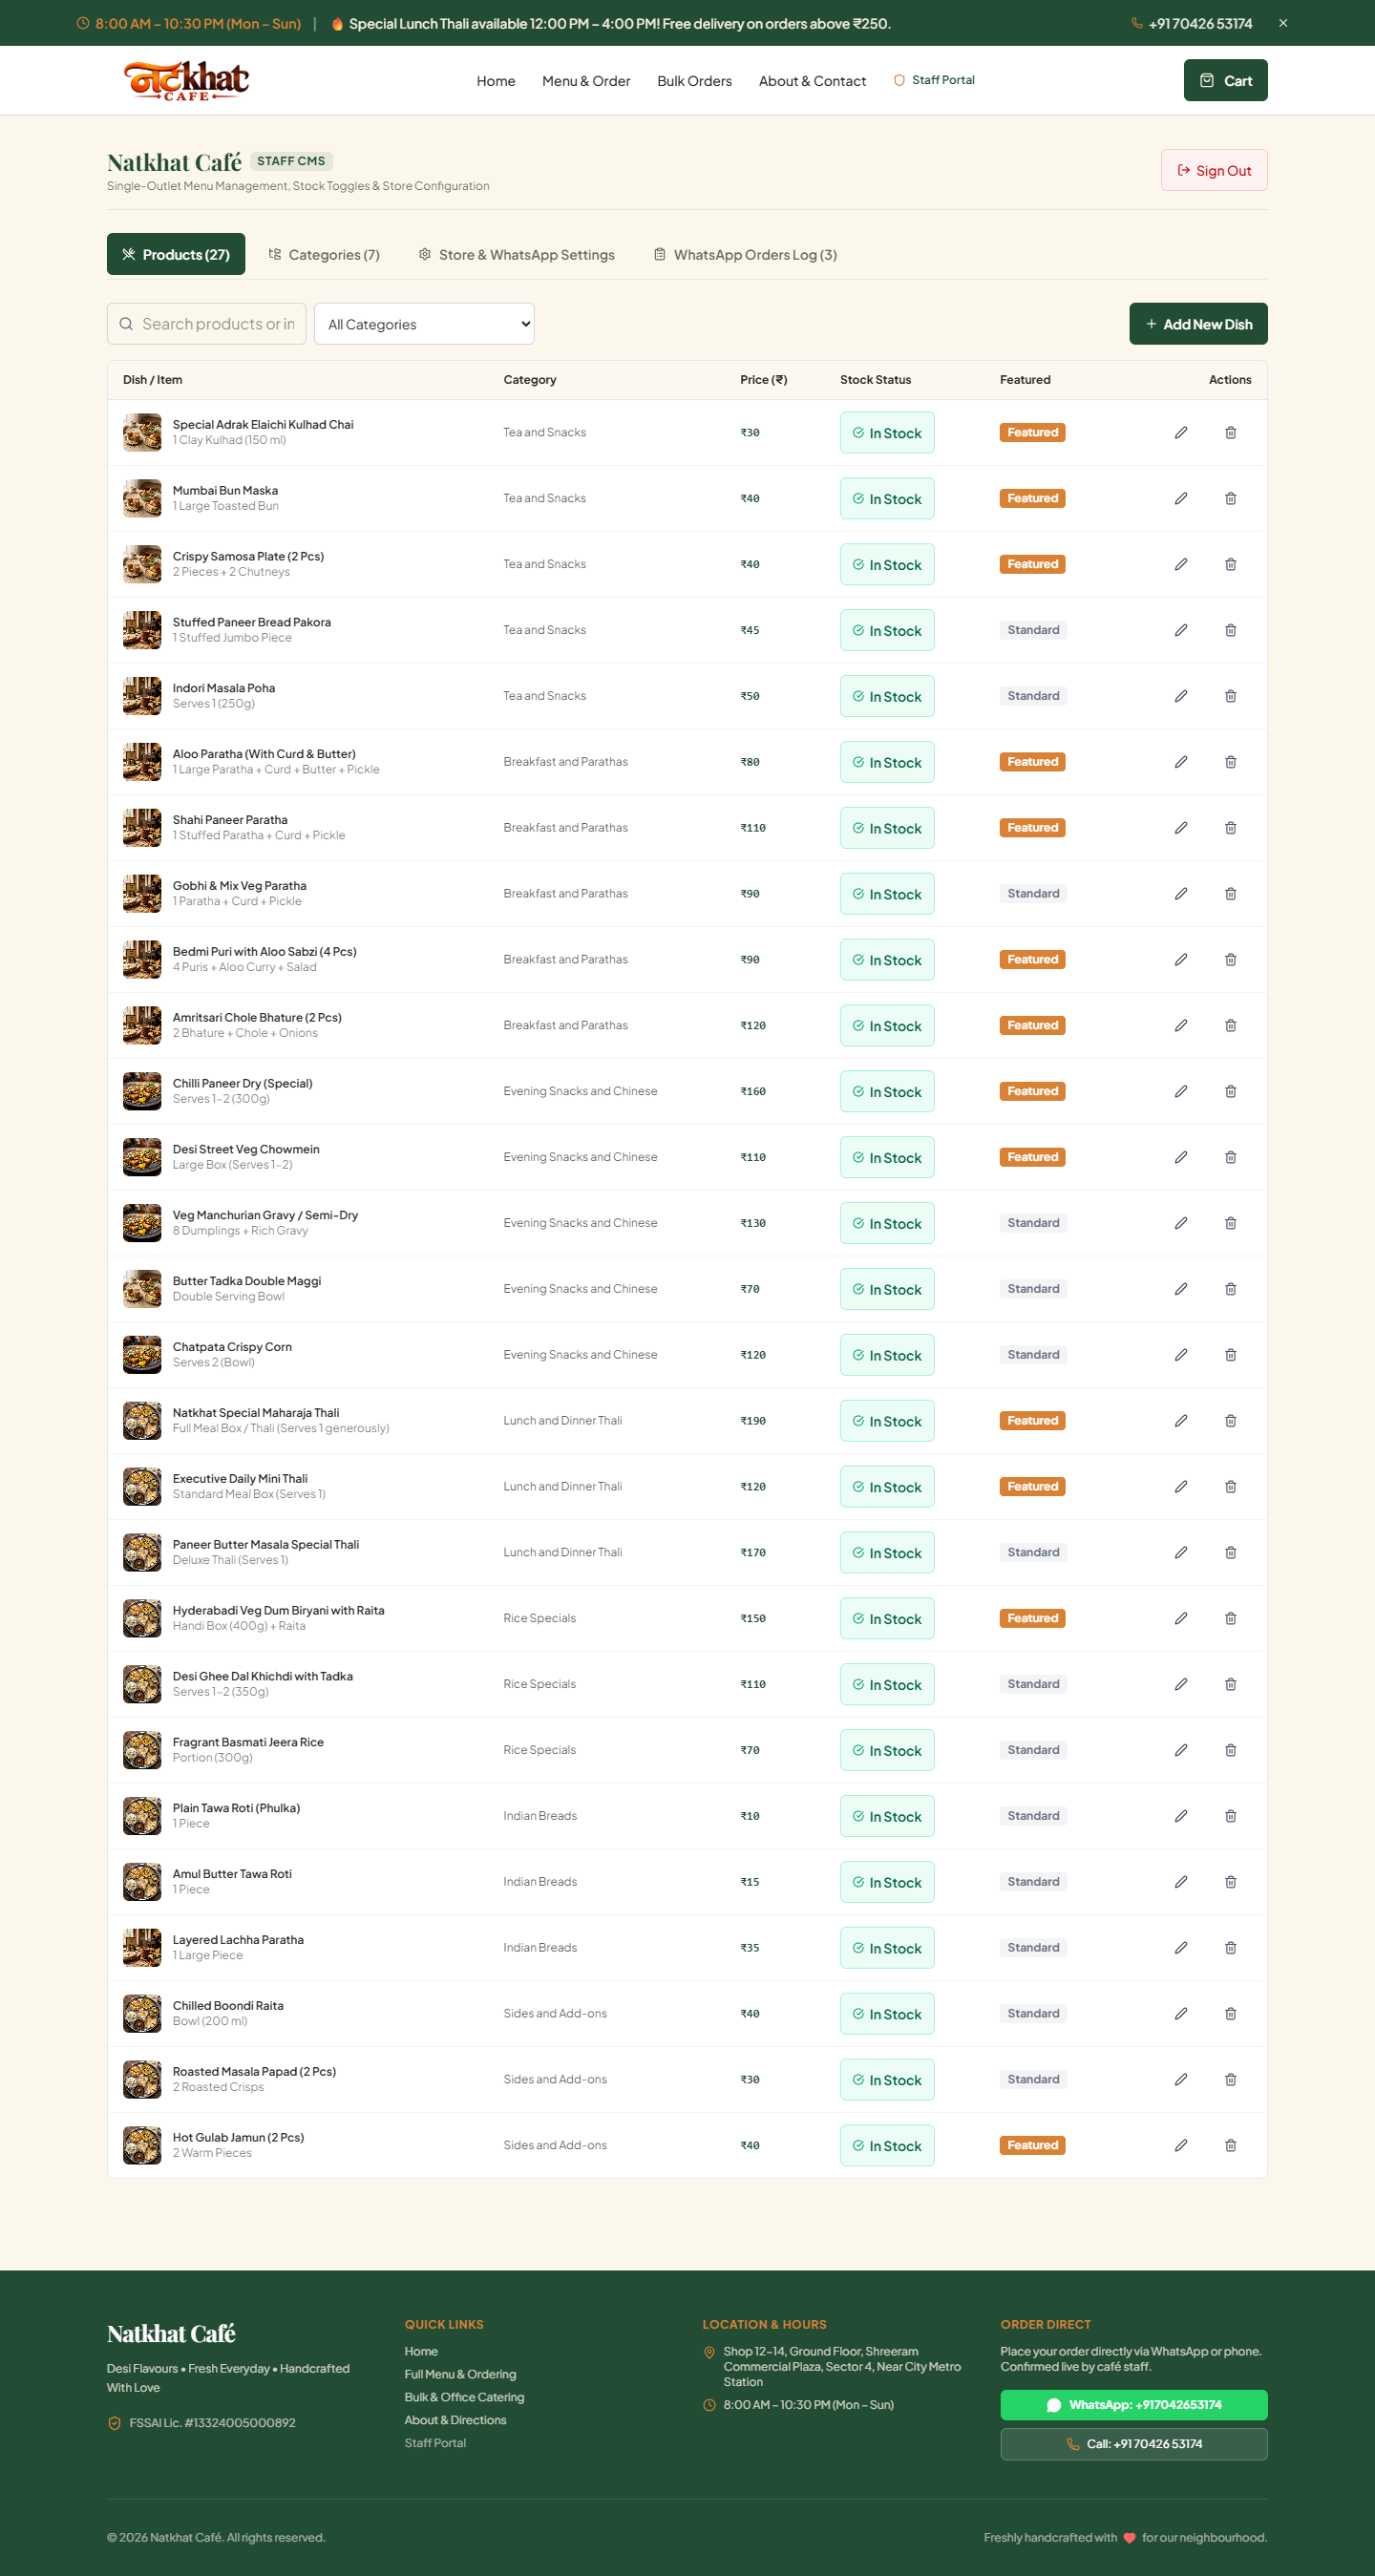 8:00 AM – 10:30 PM (Mon – Sun) | Special Lunch Thali available 12:00 PM – 4:00 PM! Free delivery on orders above ₹250. +91 70426 53174
नटkhat CAFE
Home Menu & Order Bulk Orders About & Contact Staff Portal Cart
Natkhat Café STAFF CMS
Single-Outlet Menu Management, Stock Toggles & Store Configuration
Sign Out
Products (27) Categories (7) Store & WhatsApp Settings WhatsApp Orders Log (3)
Search products or in All Categories Add New Dish
Dish / Item Category Price (₹) Stock Status Featured Actions
Special Adrak Elaichi Kulhad Chai
1 Clay Kulhad (150 ml)
Tea and Snacks ₹30 In Stock Featured
Mumbai Bun Maska
1 Large Toasted Bun
Tea and Snacks ₹40 In Stock Featured
Crispy Samosa Plate (2 Pcs)
2 Pieces + 2 Chutneys
Tea and Snacks ₹40 In Stock Featured
Stuffed Paneer Bread Pakora
1 Stuffed Jumbo Piece
Tea and Snacks ₹45 In Stock Standard
Indori Masala Poha
Serves 1 (250g)
Tea and Snacks ₹50 In Stock Standard
Aloo Paratha (With Curd & Butter)
1 Large Paratha + Curd + Butter + Pickle
Breakfast and Parathas ₹80 In Stock Featured
Shahi Paneer Paratha
1 Stuffed Paratha + Curd + Pickle
Breakfast and Parathas ₹110 In Stock Featured
Gobhi & Mix Veg Paratha
1 Paratha + Curd + Pickle
Breakfast and Parathas ₹90 In Stock Standard
Bedmi Puri with Aloo Sabzi (4 Pcs)
4 Puris + Aloo Curry + Salad
Breakfast and Parathas ₹90 In Stock Featured
Amritsari Chole Bhature (2 Pcs)
2 Bhature + Chole + Onions
Breakfast and Parathas ₹120 In Stock Featured
Chilli Paneer Dry (Special)
Serves 1-2 (300g)
Evening Snacks and Chinese ₹160 In Stock Featured
Desi Street Veg Chowmein
Large Box (Serves 1-2)
Evening Snacks and Chinese ₹110 In Stock Featured
Veg Manchurian Gravy / Semi-Dry
8 Dumplings + Rich Gravy
Evening Snacks and Chinese ₹130 In Stock Standard
Butter Tadka Double Maggi
Double Serving Bowl
Evening Snacks and Chinese ₹70 In Stock Standard
Chatpata Crispy Corn
Serves 2 (Bowl)
Evening Snacks and Chinese ₹120 In Stock Standard
Natkhat Special Maharaja Thali
Full Meal Box / Thali (Serves 1 generously)
Lunch and Dinner Thali ₹190 In Stock Featured
Executive Daily Mini Thali
Standard Meal Box (Serves 1)
Lunch and Dinner Thali ₹120 In Stock Featured
Paneer Butter Masala Special Thali
Deluxe Thali (Serves 1)
Lunch and Dinner Thali ₹170 In Stock Standard
Hyderabadi Veg Dum Biryani with Raita
Handi Box (400g) + Raita
Rice Specials ₹150 In Stock Featured
Desi Ghee Dal Khichdi with Tadka
Serves 1-2 (350g)
Rice Specials ₹110 In Stock Standard
Fragrant Basmati Jeera Rice
Portion (300g)
Rice Specials ₹70 In Stock Standard
Plain Tawa Roti (Phulka)
1 Piece
Indian Breads ₹10 In Stock Standard
Amul Butter Tawa Roti
1 Piece
Indian Breads ₹15 In Stock Standard
Layered Lachha Paratha
1 Large Piece
Indian Breads ₹35 In Stock Standard
Chilled Boondi Raita
Bowl (200 ml)
Sides and Add-ons ₹40 In Stock Standard
Roasted Masala Papad (2 Pcs)
2 Roasted Crisps
Sides and Add-ons ₹30 In Stock Standard
Hot Gulab Jamun (2 Pcs)
2 Warm Pieces
Sides and Add-ons ₹40 In Stock Featured
Natkhat Café
Desi Flavours • Fresh Everyday • Handcrafted
With Love
FSSAI Lic. #13324005000892
QUICK LINKS
Home
Full Menu & Ordering
Bulk & Office Catering
About & Directions
Staff Portal
LOCATION & HOURS
Shop 12-14, Ground Floor, Shreeram
Commercial Plaza, Sector 4, Near City Metro
Station
8:00 AM – 10:30 PM (Mon – Sun)
ORDER DIRECT
Place your order directly via WhatsApp or phone.
Confirmed live by café staff.
WhatsApp: +917042653174
Call: +91 70426 53174
© 2026 Natkhat Café. All rights reserved.
Freshly handcrafted with for our neighbourhood.